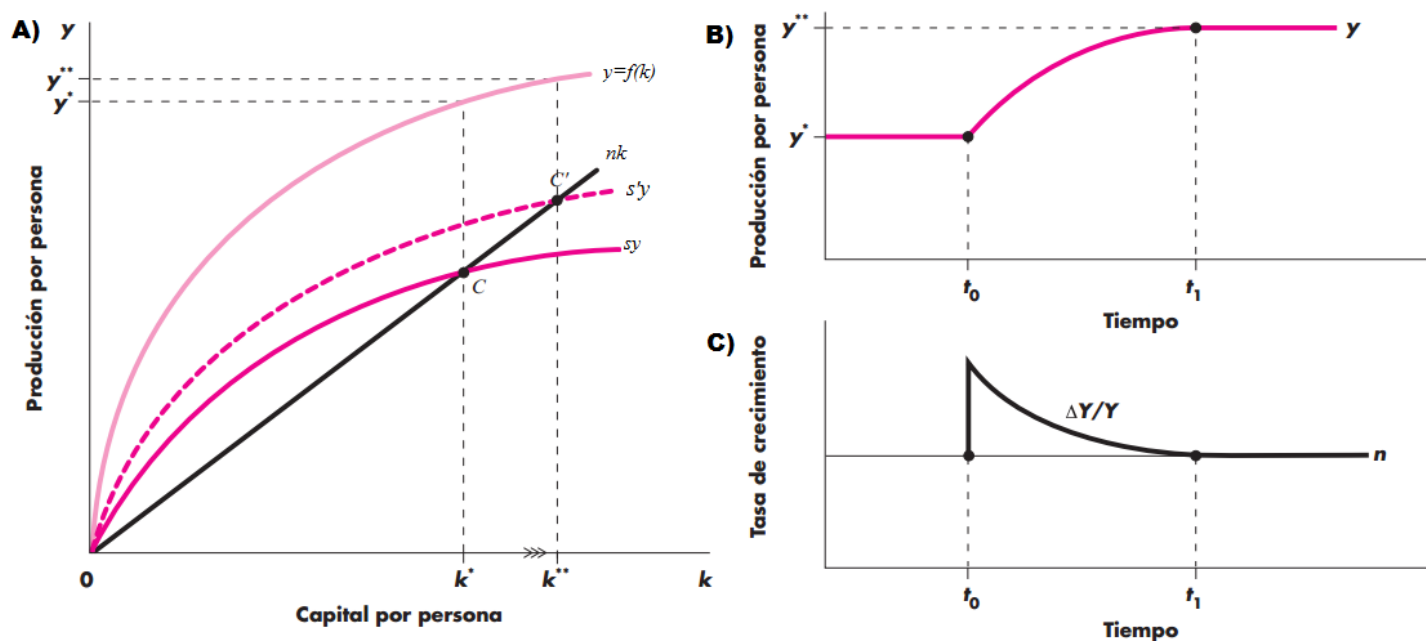 A)
y
y**
y*
y=f(k)
nk
C'
s'y
sy
C
Producción por persona
0
k*
k**
k
Capital por persona
B)
y**
y
y*
Producción por persona
t0
t1
Tiempo
C)
Tasa de crecimiento
ΔY/Y
n
t0
t1
Tiempo